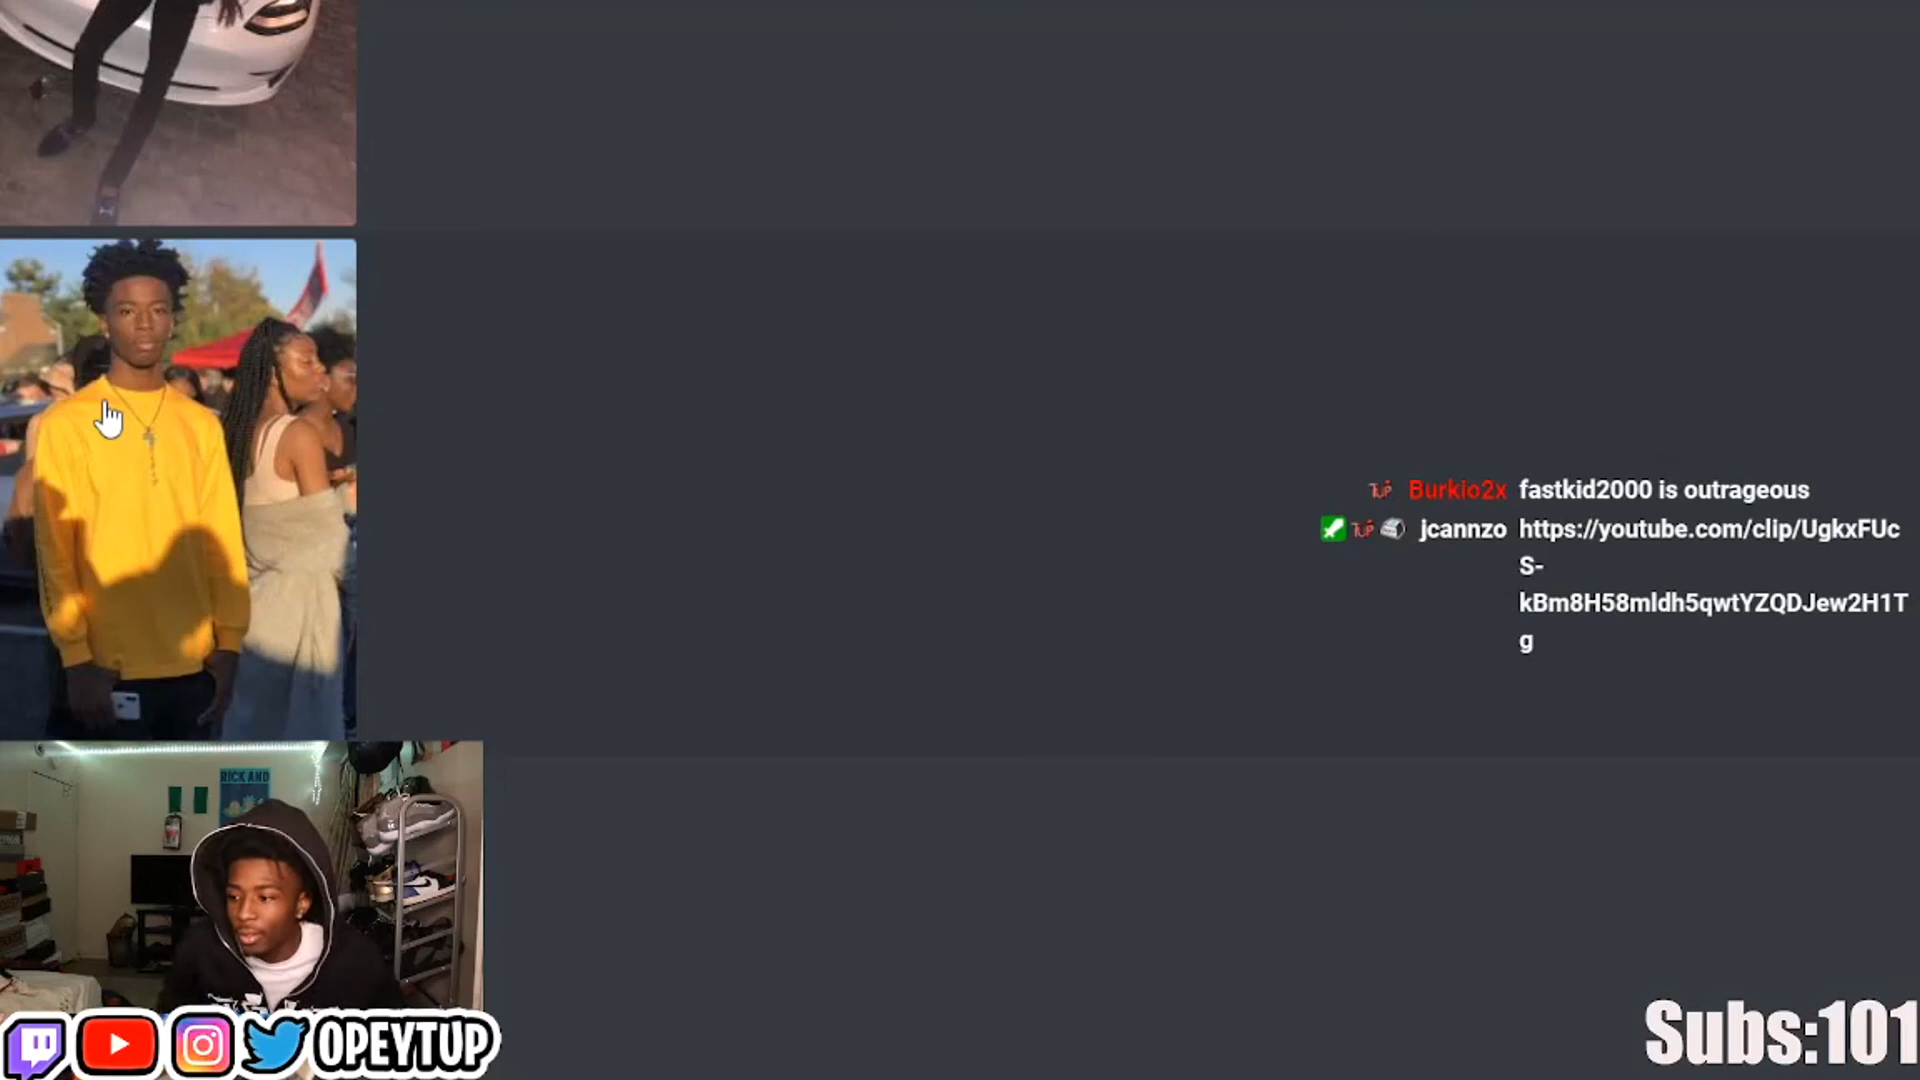 Burkio2x fastkid2000 is outrageous
jcannzo https://youtube.com/clip/UgkxFUc
S-
kBm8H58mldh5qwtYZQDJew2H1T
g
RICK AND
OPEYTUP
Subs:101